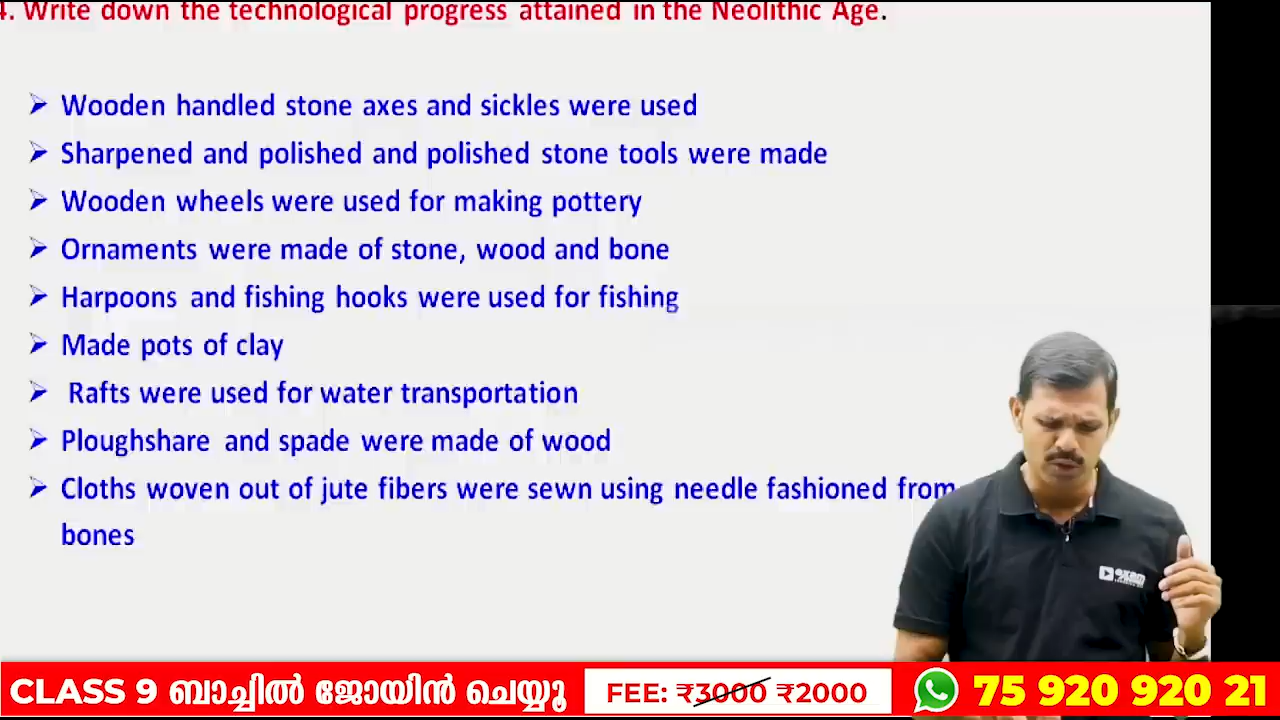 4. Write down the technological progress attained in the Neolithic Age.
➢ Wooden handled stone axes and sickles were used
➢ Sharpened and polished and polished stone tools were made
➢ Wooden wheels were used for making pottery
➢ Ornaments were made of stone, wood and bone
➢ Harpoons and fishing hooks were used for fishing
➢ Made pots of clay
➢ Rafts were used for water transportation
➢ Ploughshare and spade were made of wood
➢ Cloths woven out of jute fibers were sewn using needle fashioned from
bones
exam
CLASS 9 ബാച്ചിൽ ജോയിൻ ചെയ്യൂ FEE: ₹3000 ₹2000 75 920 920 21